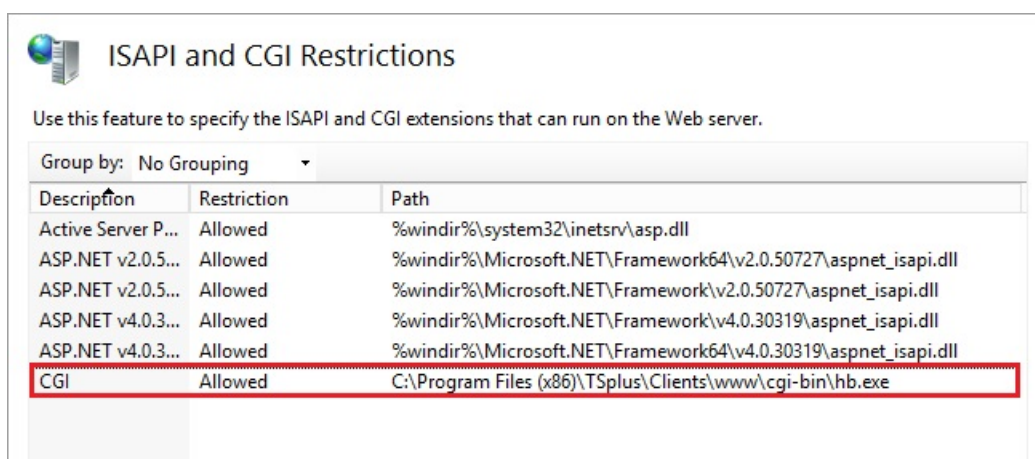 ISAPI and CGI Restrictions
Use this feature to specify the ISAPI and CGI extensions that can run on the Web server.
Group by: No Grouping
Description Restriction Path
Active Server P... Allowed %windir%\system32\inetsrv\asp.dll
ASP.NET v2.0.5... Allowed %windir%\Microsoft.NET\Framework64\v2.0.50727\aspnet_isapi.dll
ASP.NET v2.0.5... Allowed %windir%\Microsoft.NET\Framework\v2.0.50727\aspnet_isapi.dll
ASP.NET v4.0.3... Allowed %windir%\Microsoft.NET\Framework\v4.0.30319\aspnet_isapi.dll
ASP.NET v4.0.3... Allowed %windir%\Microsoft.NET\Framework64\v4.0.30319\aspnet_isapi.dll
CGI Allowed C:\Program Files (x86)\TSplus\Clients\www\cgi-bin\hb.exe